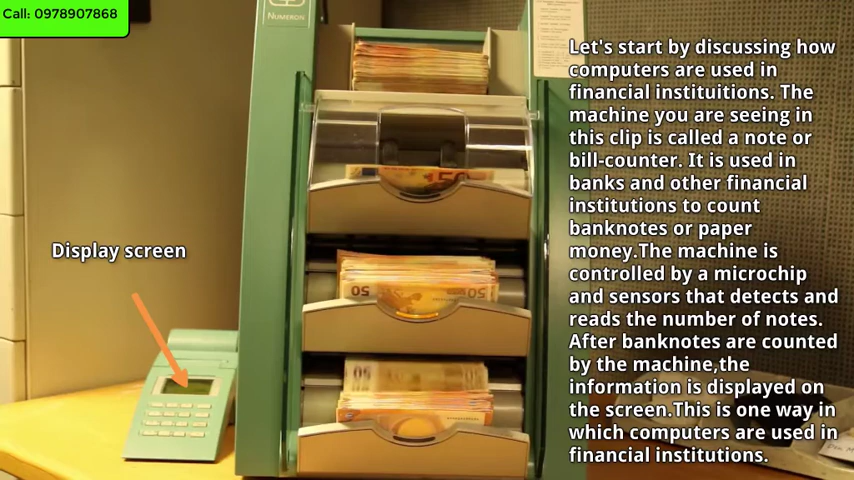 Call: 0978907868
NUMERON
Let's start by discussing how
computers are used in
financial instituitions. The
machine you are seeing in
this clip is called a note or
bill-counter. It is used in
banks and other financial
institutions to count
banknotes or paper
money.The machine is
controlled by a microchip
and sensors that detects and
reads the number of notes.
After banknotes are counted
by the machine,the
information is displayed on
the screen.This is one way in
which computers are used in
financial institutions.
Display screen
50
50
50
50